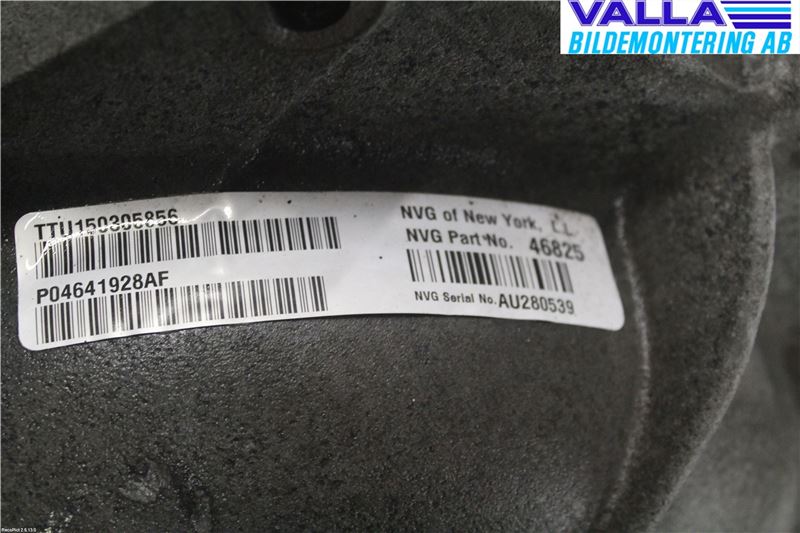 VALLA
BILDEMONTERING AB
TTU150305856
P04641928AF
NVG of New York,
NVG Part No. 46825
NVG Serial No. AU280539